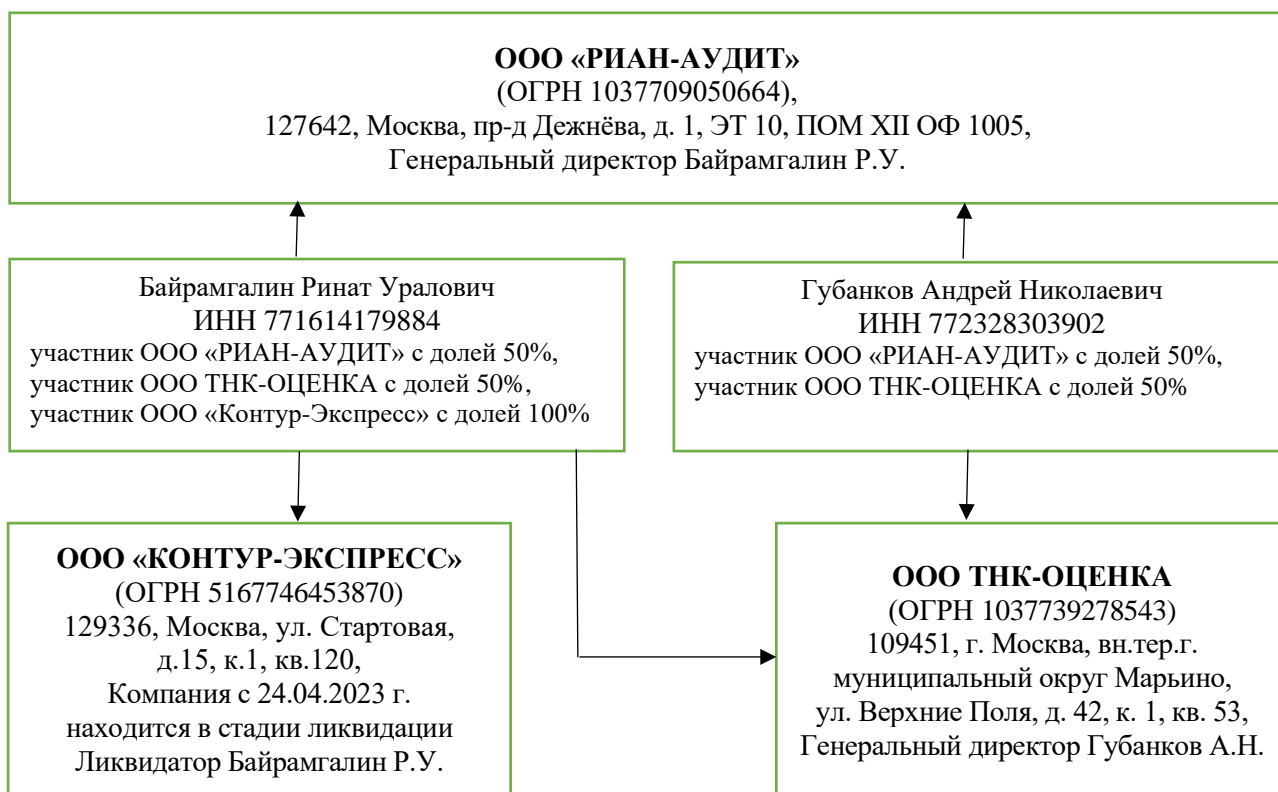 ООО «РИАН-АУДИТ»
(ОГРН 1037709050664),
127642, Москва, пр-д Дежнёва, д. 1, ЭТ 10, ПОМ XII ОФ 1005,
Генеральный директор Байрамгалин Р.У.
Байрамгалин Ринат Уралович
ИНН 771614179884
участник ООО «РИАН-АУДИТ» с долей 50%,
участник ООО ТНК-ОЦЕНКА с долей 50%,
участник ООО «Контур-Экспресс» с долей 100%
Губанков Андрей Николаевич
ИНН 772328303902
участник ООО «РИАН-АУДИТ» с долей 50%,
участник ООО ТНК-ОЦЕНКА с долей 50%
ООО «КОНТУР-ЭКСПРЕСС»
(ОГРН 5167746453870)
129336, Москва, ул. Стартовая,
д.15, к.1, кв.120,
Компания с 24.04.2023 г.
находится в стадии ликвидации
Ликвидатор Байрамгалин Р.У.
ООО ТНК-ОЦЕНКА
(ОГРН 1037739278543)
109451, г. Москва, вн.тер.г.
муниципальный округ Марьино,
ул. Верхние Поля, д. 42, к. 1, кв. 53,
Генеральный директор Губанков А.Н.